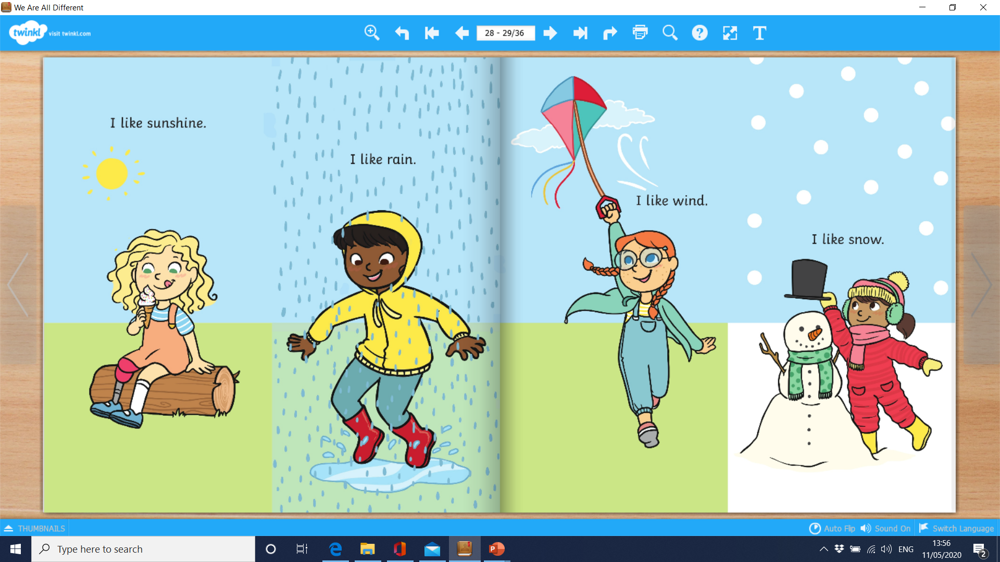 We Are All Different
twinkl visit twinkl.com
28 - 29/36
T
I like sunshine.
I like rain.
I like wind.
I like snow.
THUMBNAILS
Auto Flip Sound On Switch Language
Type here to search
ENG
13:56
11/05/2020
2